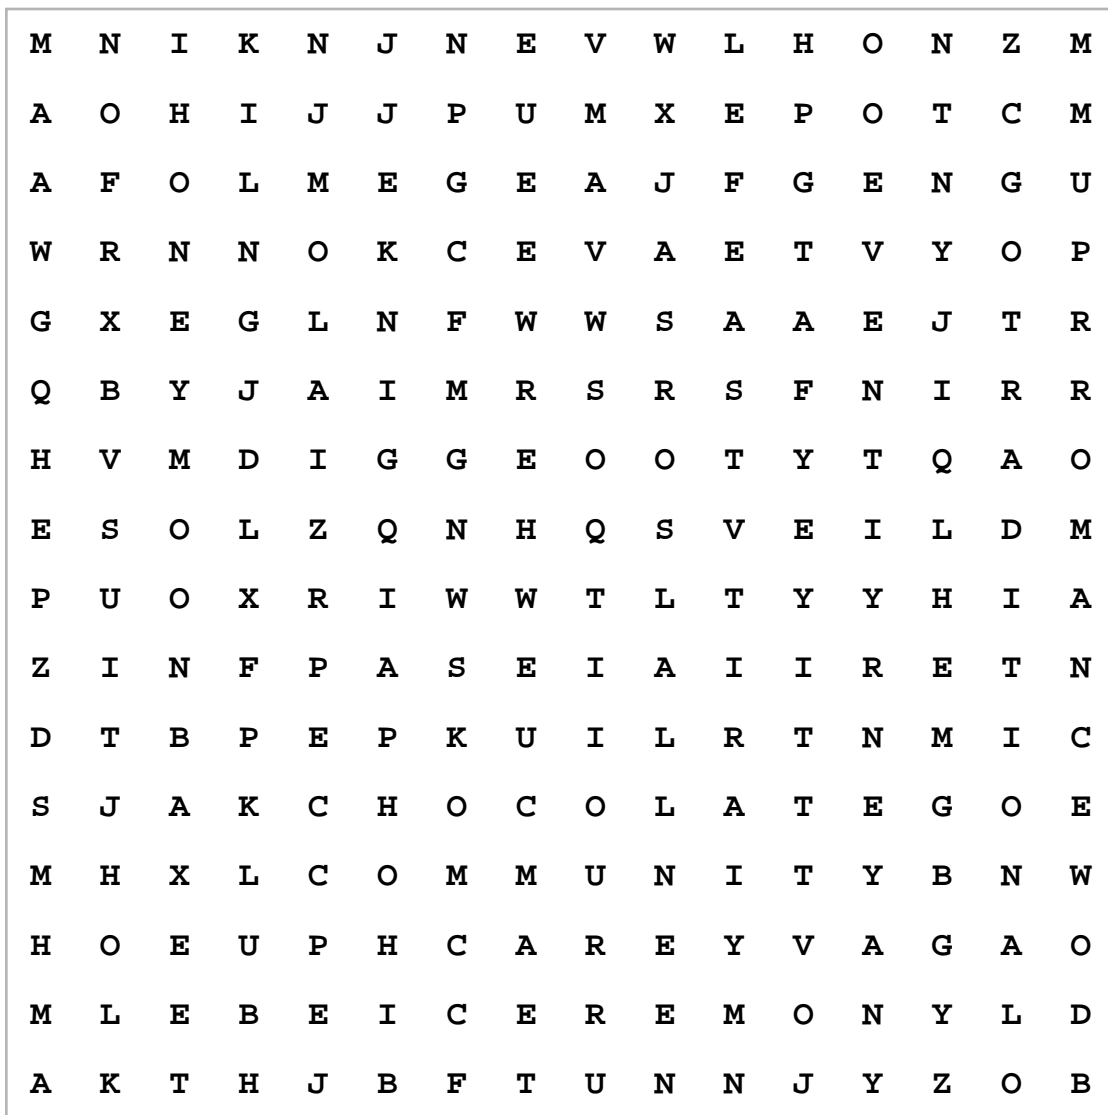 M N I K N J N E V W L H O N Z M
A O H I J J P U M X E P O T C M
A F O L M E G E A J F G E N G U
W R N N O K C E V A E T V Y O P
G X E G L N F W W S A A E J T R
Q B Y J A I M R S R S F N I R R
H V M D I G G E O O T Y T Q A O
E S O L Z Q N H Q S V E I L D M
P U O X R I W W T L T Y Y H I A
Z I N F P A S E I A I I R E T N
D T B P E P K U I L R T N M I C
S J A K C H O C O L A T E G O E
M H X L C O M M U N I T Y B N W
H O E U P H C A R E Y V A G A O
M L E B E I C E R E M O N Y L D
A K T H J B F T U N N J Y Z O B